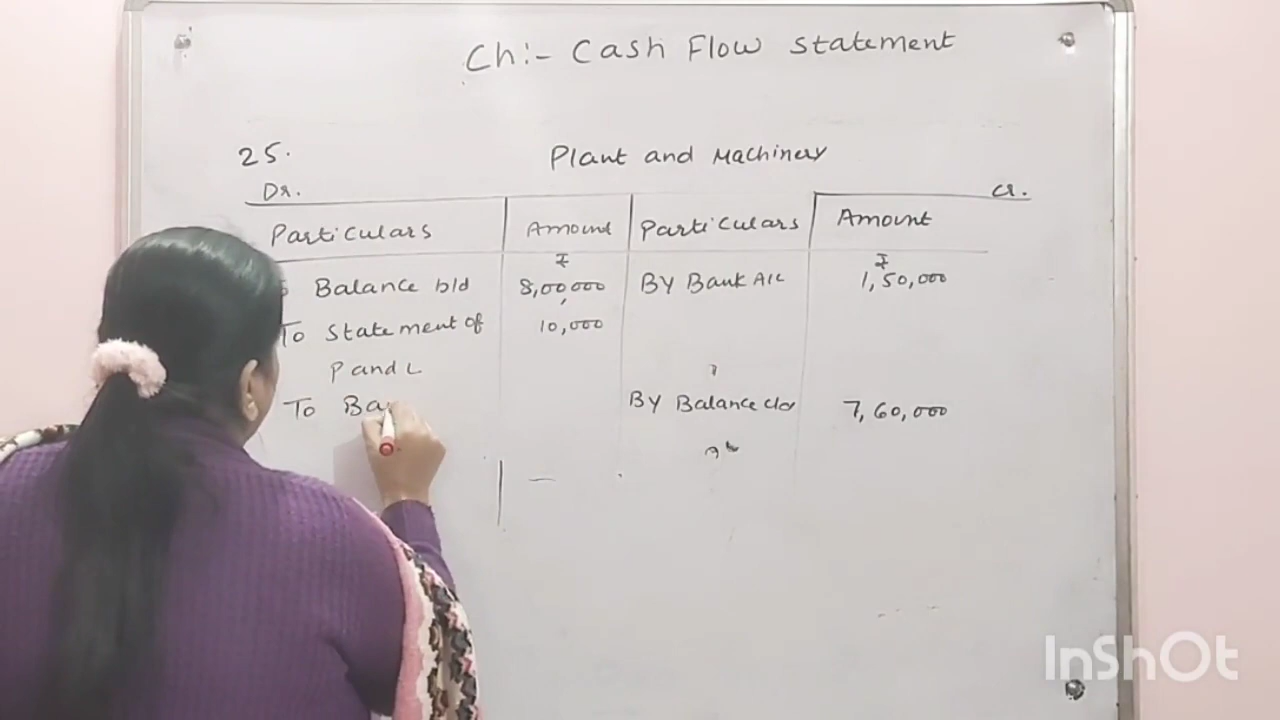 Ch:- Cash Flow Statement
25. Plant and Machinery
Dr. Cr.
Particulars Amount Particulars Amount
₹ ₹
Balance b/d 8,00,000 By Bank A/c 1,50,000
To Statement of 10,000
P and L
To Ba By Balance c/d 7,60,000
InShOt